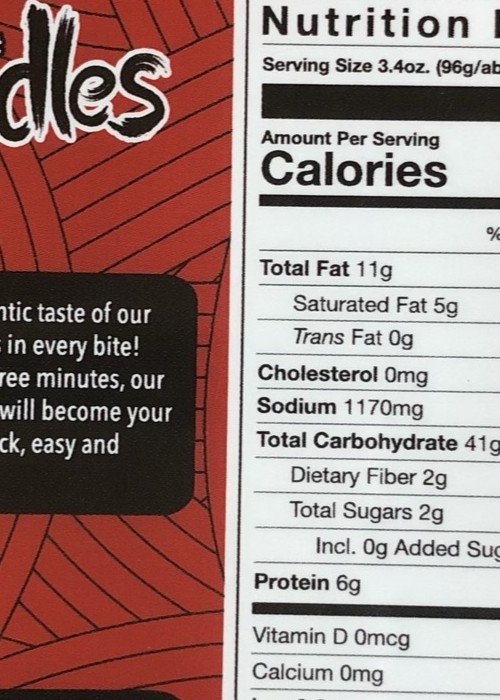 dles
ntic taste of our
in every bite!
ree minutes, our
will become your
ck, easy and
Nutrition
Serving Size 3.4oz. (96g/ab
Amount Per Serving
Calories
%
Total Fat 11g
Saturated Fat 5g
Trans Fat 0g
Cholesterol 0mg
Sodium 1170mg
Total Carbohydrate 41g
Dietary Fiber 2g
Total Sugars 2g
Incl. 0g Added Sug
Protein 6g
Vitamin D 0mcg
Calcium 0mg